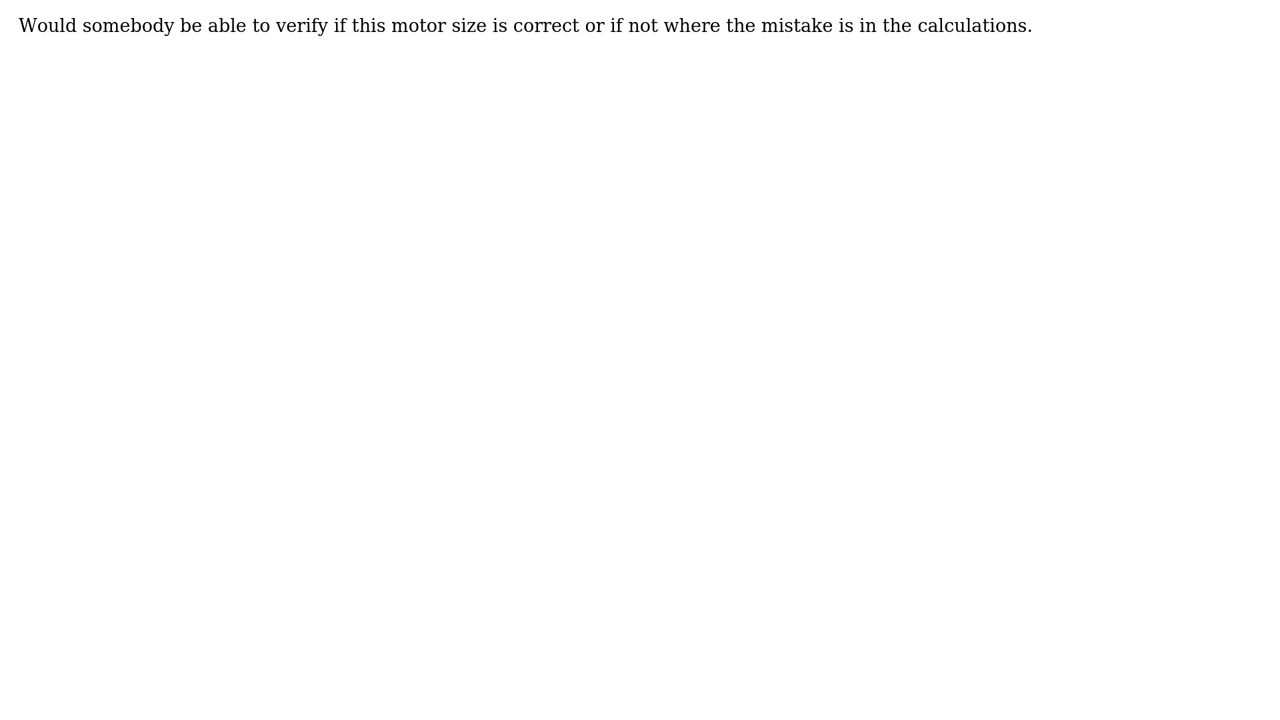 Would somebody be able to verify if this motor size is correct or if not where the mistake is in the calculations.